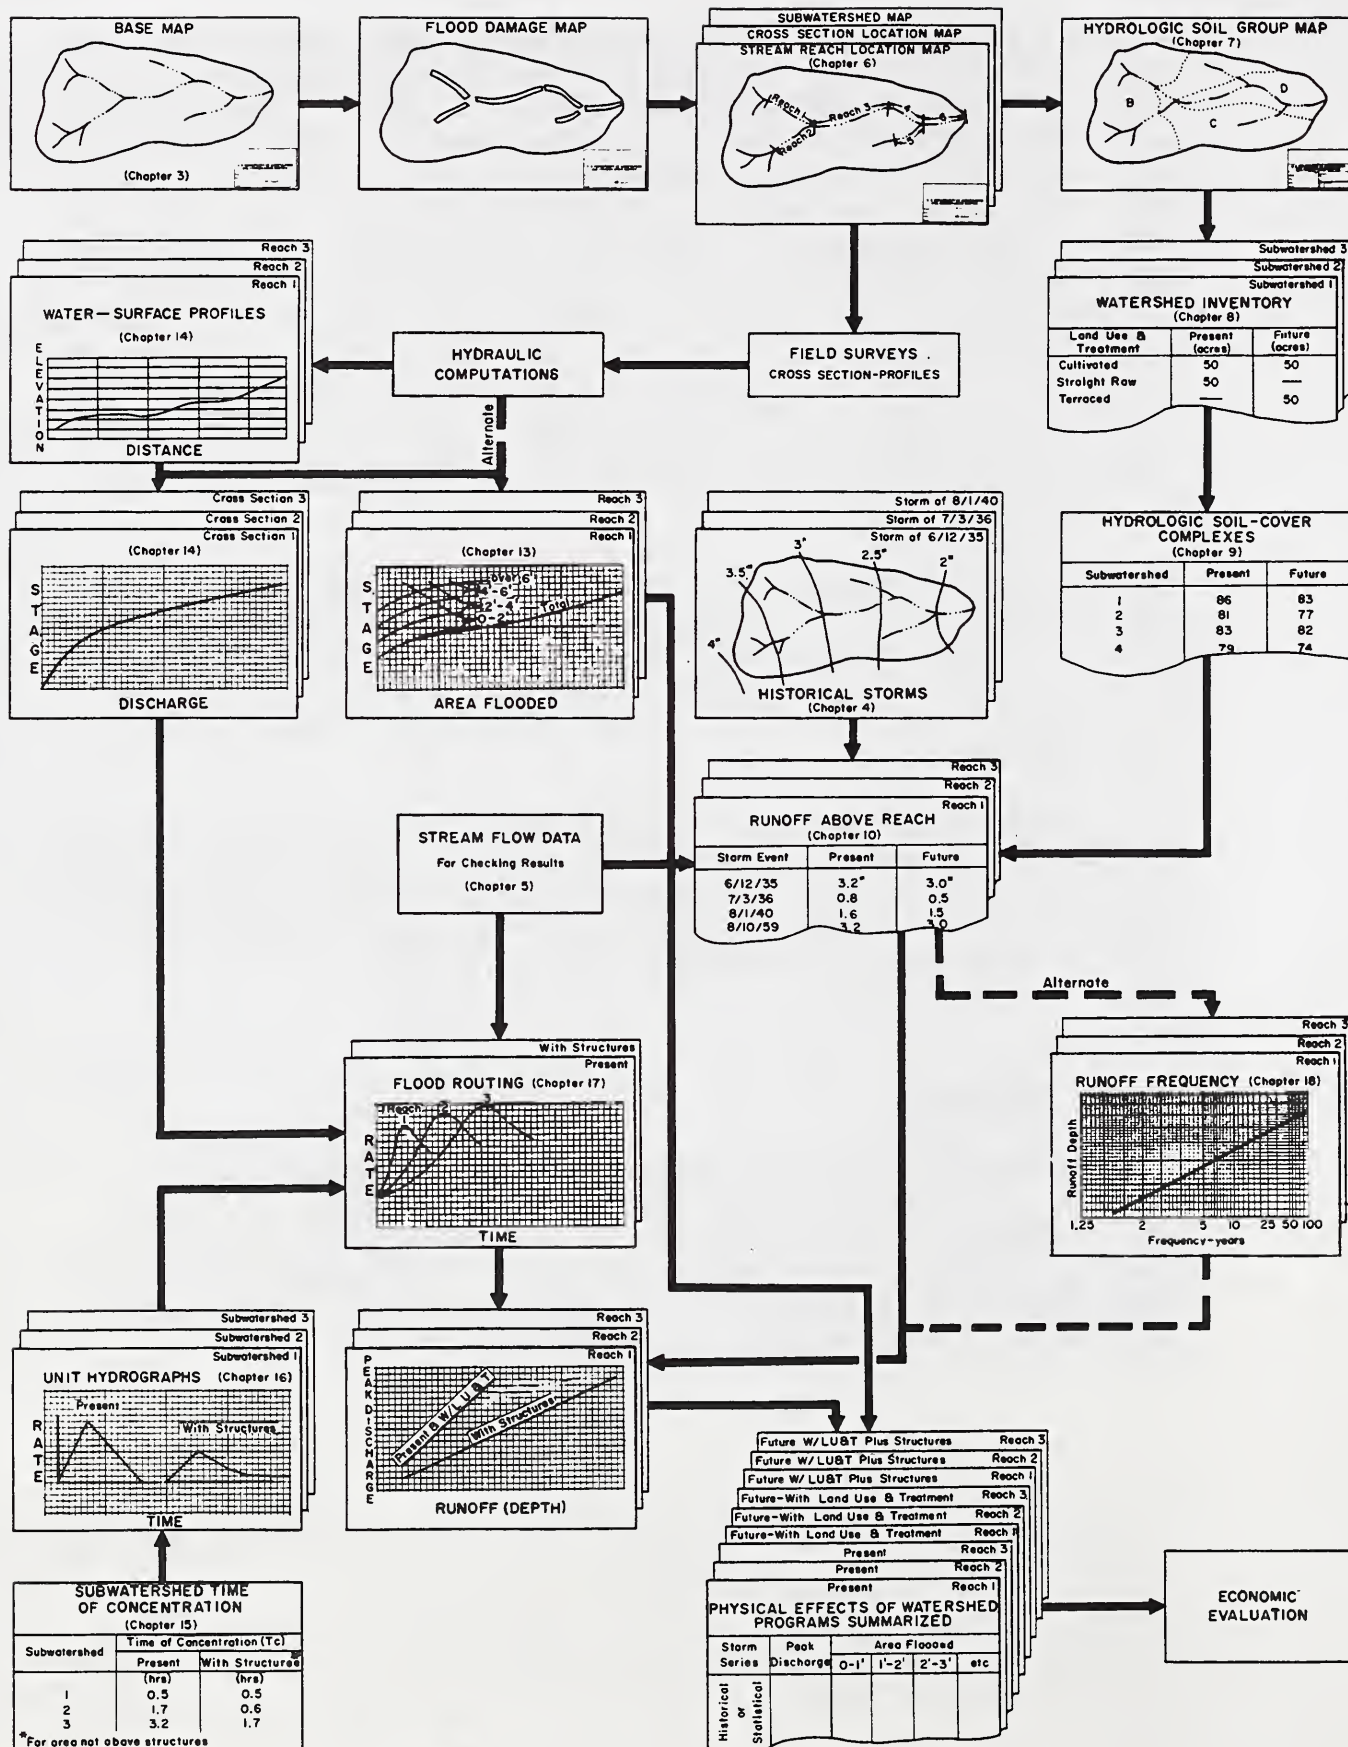 BASE MAP
(Chapter 3)
FLOOD DAMAGE MAP
SUBWATERSHED MAP
CROSS SECTION LOCATION MAP
STREAM REACH LOCATION MAP
(Chapter 6)
Reach 1
Reach 2
Reach 3
4
5
6
HYDROLOGIC SOIL GROUP MAP
(Chapter 7)
B
C
D
Reach 3
Reach 2
Reach 1
WATER—SURFACE PROFILES
(Chapter 14)
ELEVATION
DISTANCE
HYDRAULIC
COMPUTATIONS
Alternate
FIELD SURVEYS .
CROSS SECTION-PROFILES
Subwatershed 3
Subwatershed 2
Subwatershed 1
WATERSHED INVENTORY
(Chapter 8)
Land Use & Treatment Present (acres) Future (acres)
Cultivated 50 50
Straight Row 50 —
Terraced — 50
Cross Section 3
Cross Section 2
Cross Section 1
(Chapter 14)
STAGE
DISCHARGE
Reach 3
Reach 2
Reach 1
(Chapter 13)
over 6'
4'-6'
2'-4'
0-2'
Total
STAGE
AREA FLOODED
Storm of 8/1/40
Storm of 7/3/36
Storm of 6/12/35
4"
3.5"
3"
2.5"
2"
HISTORICAL STORMS
(Chapter 4)
HYDROLOGIC SOIL-COVER
COMPLEXES
(Chapter 9)
Subwatershed Present Future
1 86 83
2 81 77
3 83 82
4 79 74
STREAM FLOW DATA
For Checking Results
(Chapter 5)
Reach 3
Reach 2
Reach 1
RUNOFF ABOVE REACH
(Chapter 10)
Storm Event Present Future
6/12/35 3.2" 3.0"
7/3/36 0.8 0.5
8/1/40 1.6 1.5
8/10/59 3.2 3.0
Alternate
With Structures
Present
FLOOD ROUTING (Chapter 17)
Reach
1
2
3
RATE
TIME
Reach 3
Reach 2
Reach 1
RUNOFF FREQUENCY (Chapter 18)
Runoff Depth
1.25 2 5 10 25 50 100
Frequency-years
Subwatershed 3
Subwatershed 2
Subwatershed 1
UNIT HYDROGRAPHS (Chapter 16)
Present
With Structures
RATE
TIME
Reach 3
Reach 2
Reach 1
PEAK DISCHARGE
Present & W/L U&T
With Structures
RUNOFF (DEPTH)
SUBWATERSHED TIME
OF CONCENTRATION
(Chapter 15)
Subwatershed Time of Concentration (Tc)
Present With Structures*
(hrs) (hrs)
1 0.5 0.5
2 1.7 0.6
3 3.2 1.7
*For area not above structures
Future W/LU&T Plus Structures Reach 3
Future W/LU&T Plus Structures Reach 2
Future W/LU&T Plus Structures Reach 1
Future-With Land Use & Treatment Reach 3
Future-With Land Use & Treatment Reach 2
Future-With Land Use & Treatment Reach 1
Present Reach 3
Present Reach 2
Present Reach 1
PHYSICAL EFFECTS OF WATERSHED
PROGRAMS SUMMARIZED
Storm Series Peak Discharge Area Flooded
0-1' 1'-2' 2'-3' etc
Historical or Statistical
ECONOMIC
EVALUATION